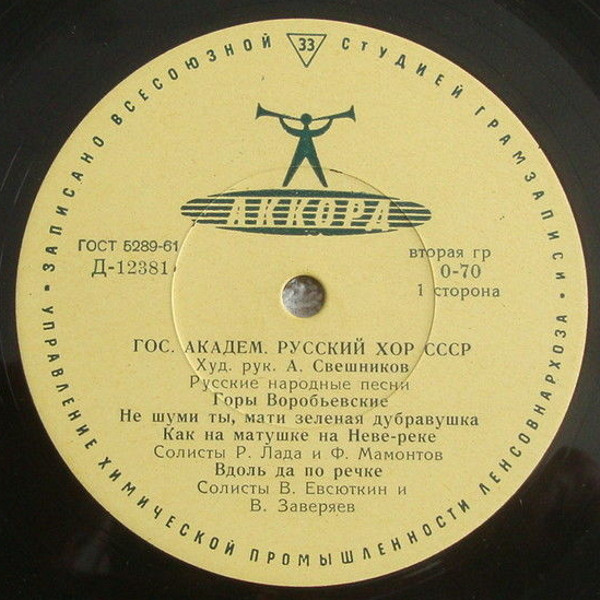 ЗАПИСАНО ВСЕСОЮЗНОЙ 33 СТУДИЕЙ ГРАМЗАПИСИ
АККОРД
ГОСТ 5289-61
Д-12381
вторая гр
0-70
1 сторона
ГОС. АКАДЕМ. РУССКИЙ ХОР СССР
Худ. рук. А. Свешников
Русские народные песни
Горы Воробьевские
Не шуми ты, мати зеленая дубравушка
Как на матушке на Неве-реке
Солисты Р. Лада и Ф. Мамонтов
Вдоль да по речке
Солисты В. Евсюткин и
В. Заверяев
УПРАВЛЕНИЕ ХИМИЧЕСКОЙ ПРОМЫШЛЕННОСТИ ЛЕНСОВНАРХОЗА